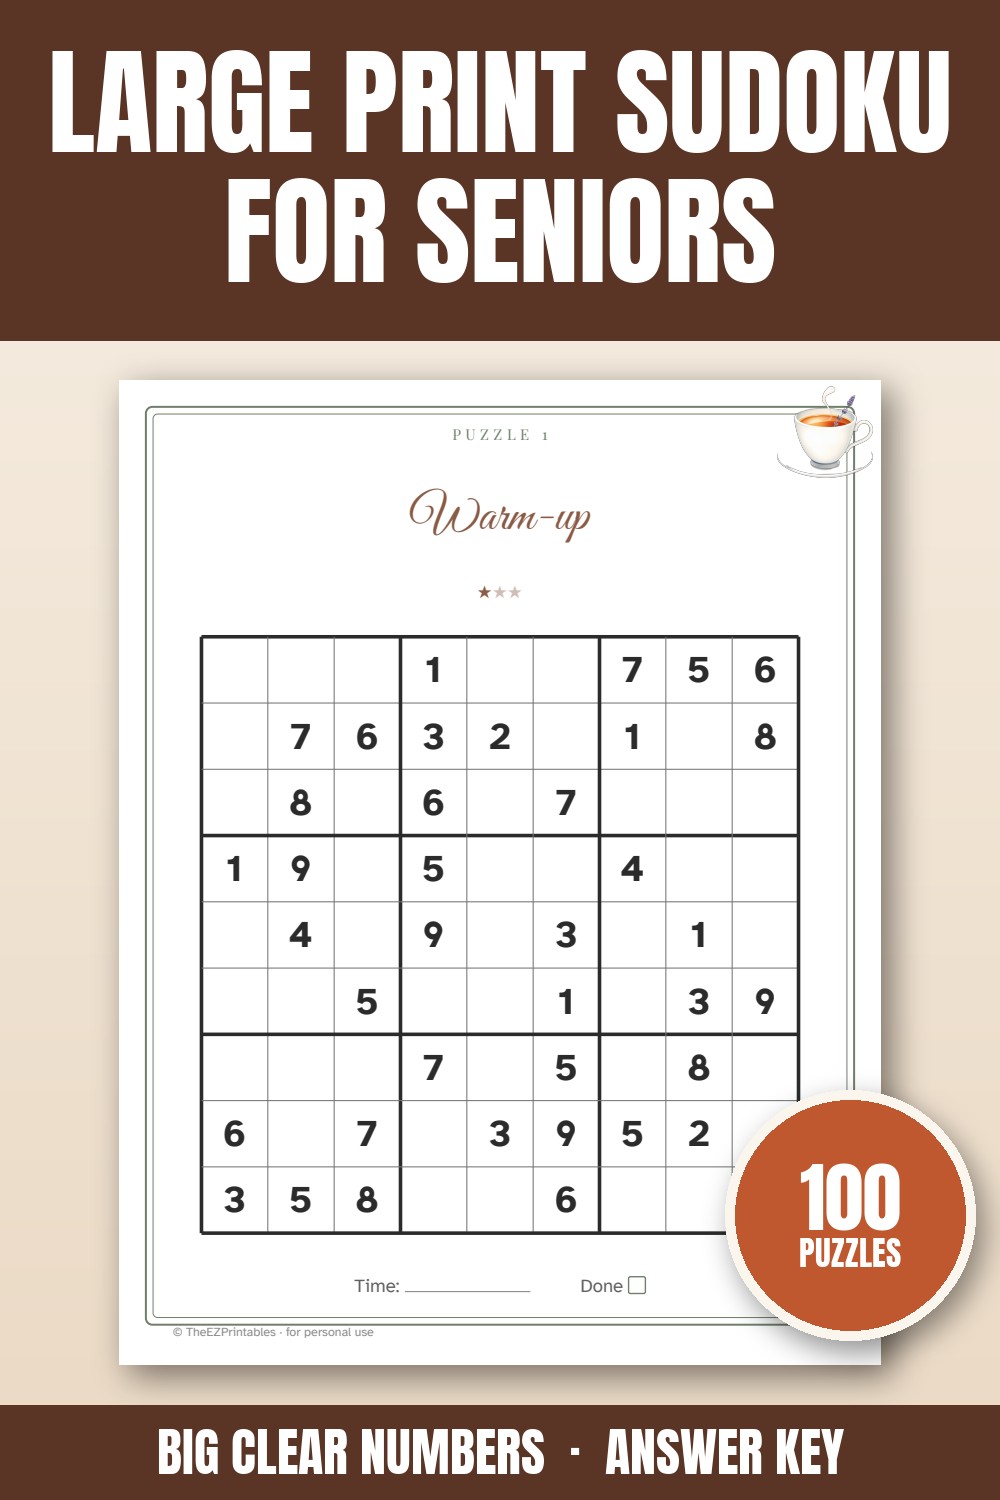 LARGE PRINT SUDOKU
FOR SENIORS
PUZZLE 1
Warm-up
1 7 5 6
7 6 3 2 1 8
8 6 7
1 9 5 4
4 9 3 1
5 1 3 9
7 5 8
6 7 3 9 5 2
3 5 8 6
100
PUZZLES
Time: Done
© TheEZPrintables · for personal use
BIG CLEAR NUMBERS · ANSWER KEY